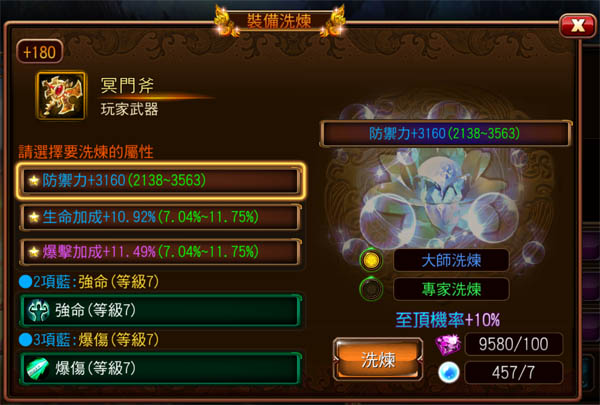 裝備洗煉
+180
冥門斧
玩家武器
請選擇要洗煉的屬性
防禦力+3160(2138~3563)
生命加成+10.92%(7.04%~11.75%)
爆擊加成+11.49%(7.04%~11.75%)
2項藍:強命(等級7)
強命(等級7)
3項藍:爆傷(等級7)
爆傷(等級7)
防禦力+3160(2138~3563)
大師洗煉
專家洗煉
至頂機率+10%
洗煉
9580/100
457/7